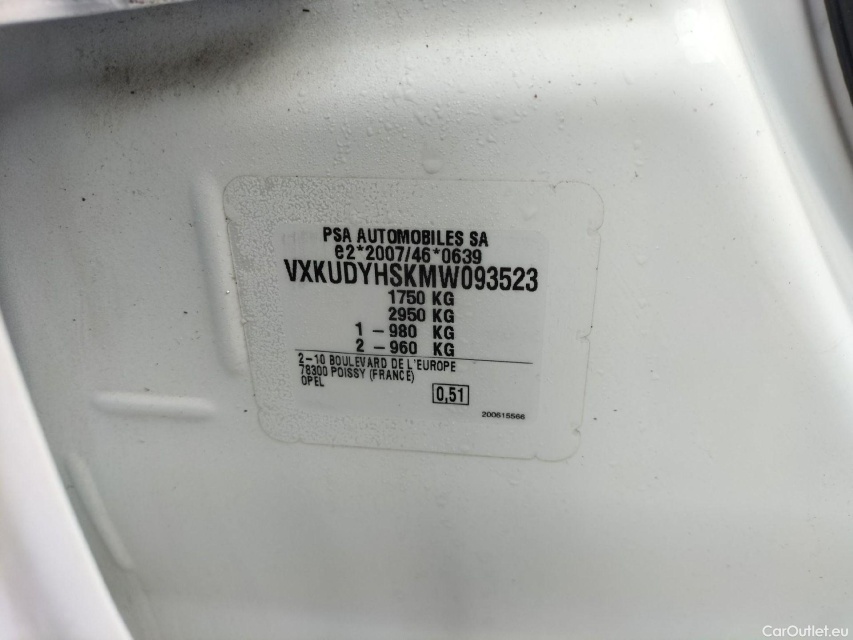 PSA AUTOMOBILES SA
e2*2007/46*0639
VXKUDYHSKMW093523
1750 KG
2950 KG
1 - 980 KG
2 - 960 KG
2-10 BOULEVARD DE L'EUROPE
78300 POISSY (FRANCE)
OPEL
0,51
200615566
CarOutlet.eu